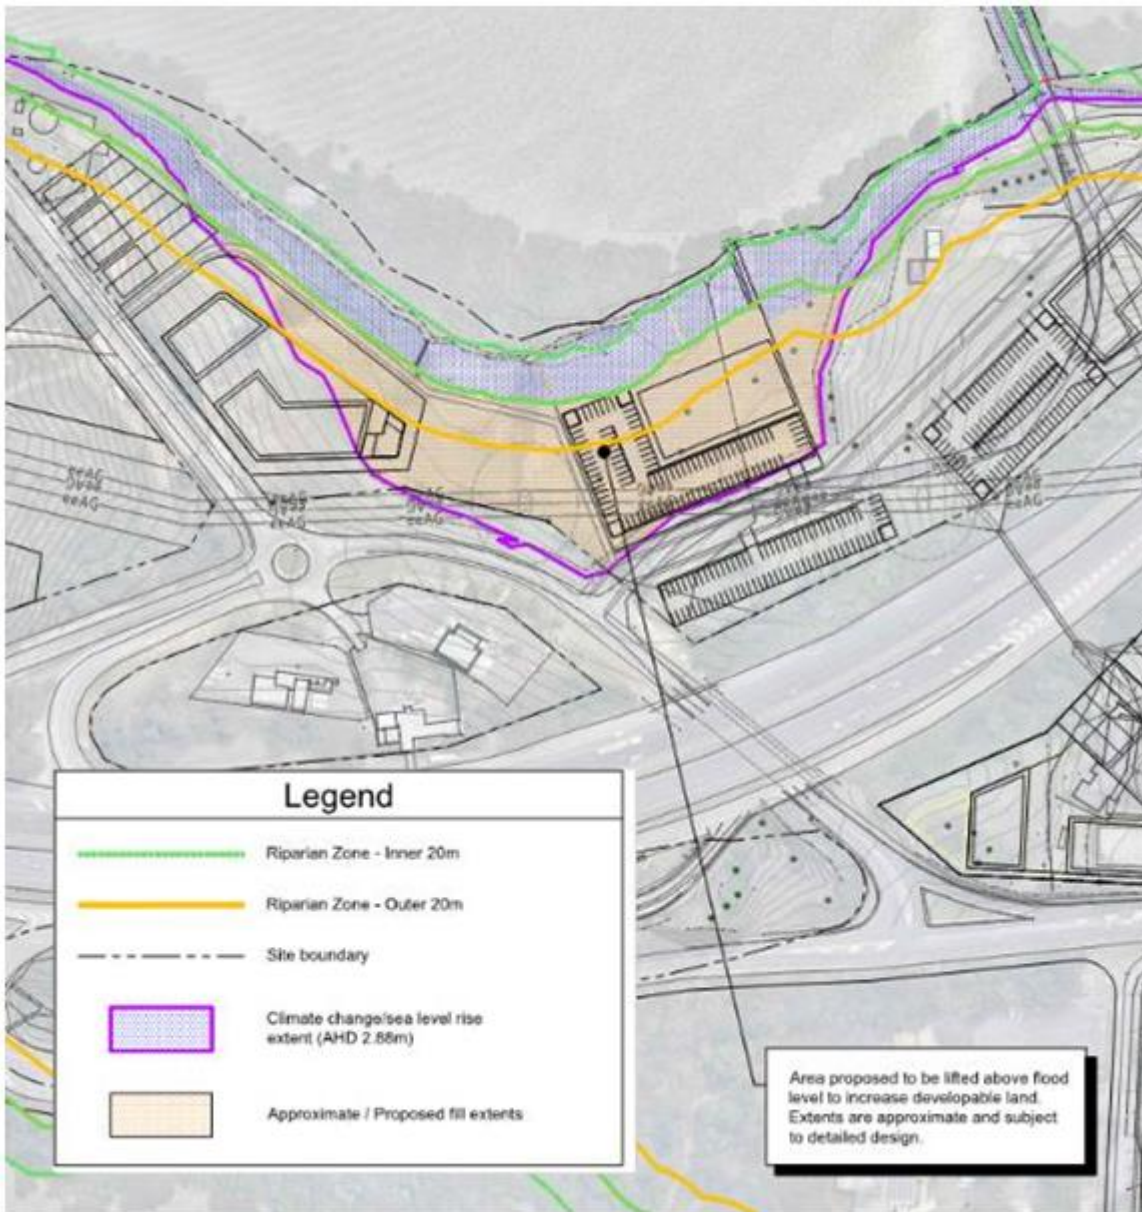 Legend
Riparian Zone - Inner 20m
Riparian Zone - Outer 20m
Site boundary
Climate change/sea level rise
extent (AHD 2.88m)
Approximate / Proposed fill extents
Area proposed to be lifted above flood
level to increase developable land.
Extents are approximate and subject
to detailed design.